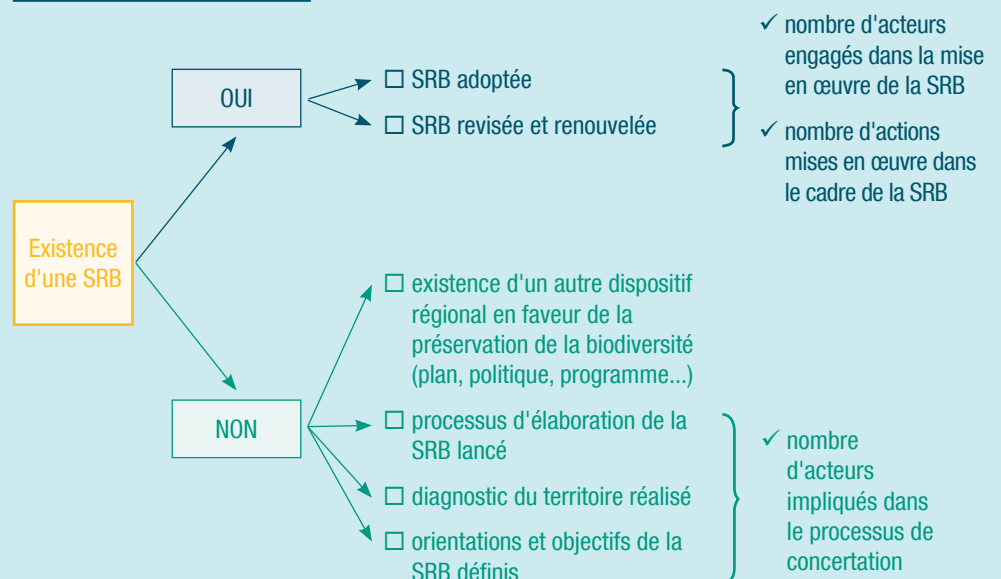 OUI
☐ SRB adoptée
☐ SRB revisée et renouvelée
✓ nombre d'acteurs
engagés dans la mise
en œuvre de la SRB
✓ nombre d'actions
mises en œuvre dans
le cadre de la SRB
Existence
d'une SRB
NON
☐ existence d'un autre dispositif
régional en faveur de la
préservation de la biodiversité
(plan, politique, programme...)
☐ processus d'élaboration de la
SRB lancé
☐ diagnostic du territoire réalisé
☐ orientations et objectifs de la
SRB définis
✓ nombre
d'acteurs
impliqués dans
le processus de
concertation